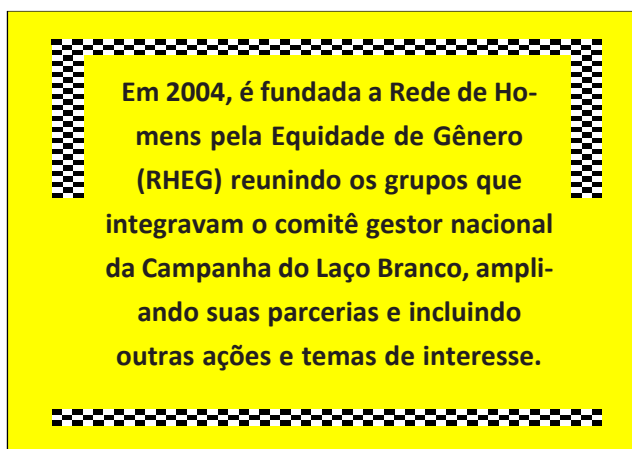 Em 2004, é fundada a Rede de Ho-
mens pela Equidade de Gênero
(RHEG) reunindo os grupos que
integravam o comitê gestor nacional
da Campanha do Laço Branco, ampli-
ando suas parcerias e incluindo
outras ações e temas de interesse.